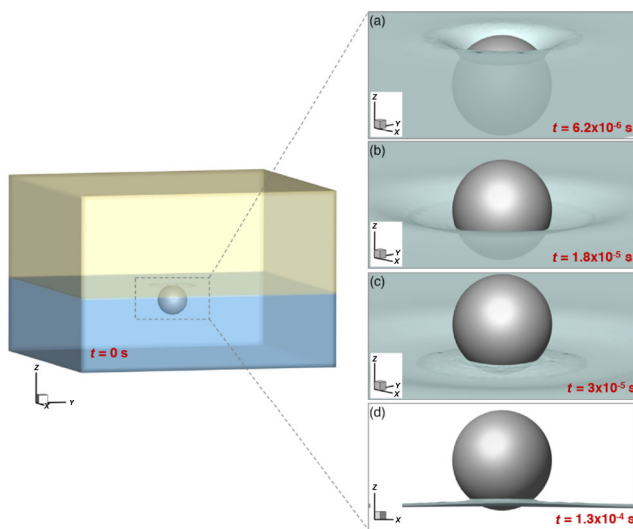 (a)
Z
Y
X
t = 6.2x10⁻⁶ s
(b)
Z
Y
X
t = 1.8x10⁻⁵ s
(c)
Z
Y
X
t = 3x10⁻⁵ s
(d)
Z
X
t = 1.3x10⁻⁴ s
t = 0 s
Z
Y
X